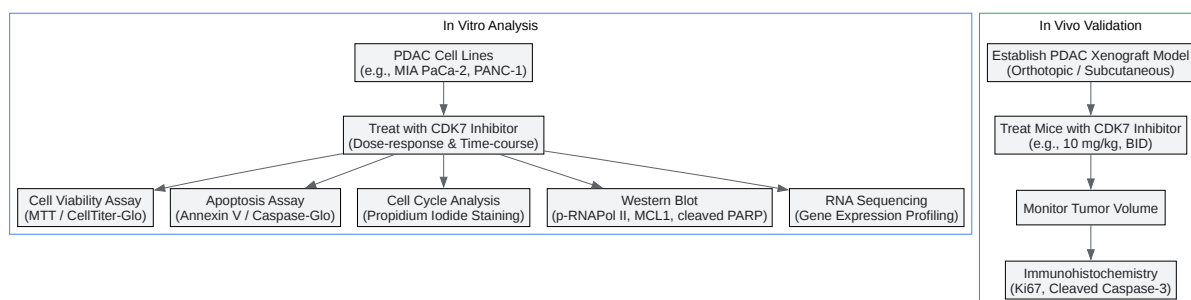 In Vitro Analysis
PDAC Cell Lines
(e.g., MIA PaCa-2, PANC-1)
Treat with CDK7 Inhibitor
(Dose-response & Time-course)
Cell Viability Assay
(MTT / CellTiter-Glo)
Apoptosis Assay
(Annexin V / Caspase-Glo)
Cell Cycle Analysis
(Propidium Iodide Staining)
Western Blot
(p-RNAPol II, MCL1, cleaved PARP)
RNA Sequencing
(Gene Expression Profiling)
In Vivo Validation
Establish PDAC Xenograft Model
(Orthotopic / Subcutaneous)
Treat Mice with CDK7 Inhibitor
(e.g., 10 mg/kg, BID)
Monitor Tumor Volume
Immunohistochemistry
(Ki67, Cleaved Caspase-3)